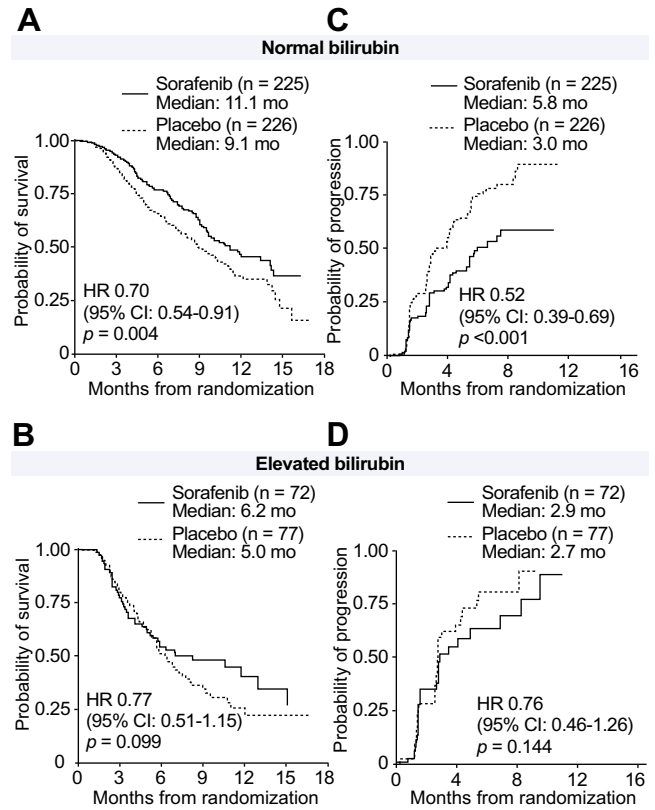 A
C
Normal bilirubin
Sorafenib (n = 225)
Median: 11.1 mo
Placebo (n = 226)
Median: 9.1 mo
Probability of survival
1.00
0.75
0.50
0.25
0
HR 0.70
(95% CI: 0.54-0.91)
p = 0.004
0 3 6 9 12 15 18
Months from randomization
Sorafenib (n = 225)
Median: 5.8 mo
Placebo (n = 226)
Median: 3.0 mo
Probability of progression
1.00
0.75
0.50
0.25
0
HR 0.52
(95% CI: 0.39-0.69)
p <0.001
0 4 8 12 16
Months from randomization
B
D
Elevated bilirubin
Sorafenib (n = 72)
Median: 6.2 mo
Placebo (n = 77)
Median: 5.0 mo
Probability of survival
1.00
0.75
0.50
0.25
0
HR 0.77
(95% CI: 0.51-1.15)
p = 0.099
0 3 6 9 12 15 18
Months from randomization
Sorafenib (n = 72)
Median: 2.9 mo
Placebo (n = 77)
Median: 2.7 mo
Probability of progression
1.00
0.75
0.50
0.25
0
HR 0.76
(95% CI: 0.46-1.26)
p = 0.144
0 4 8 12 16
Months from randomization